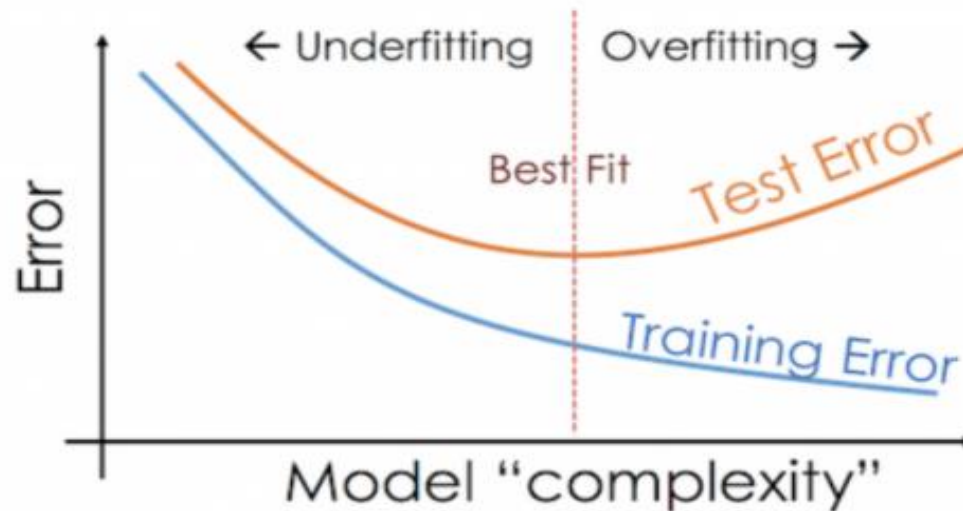 ← Underfitting
Overfitting →
Best Fit
Test Error
Training Error
Error
Model “complexity”